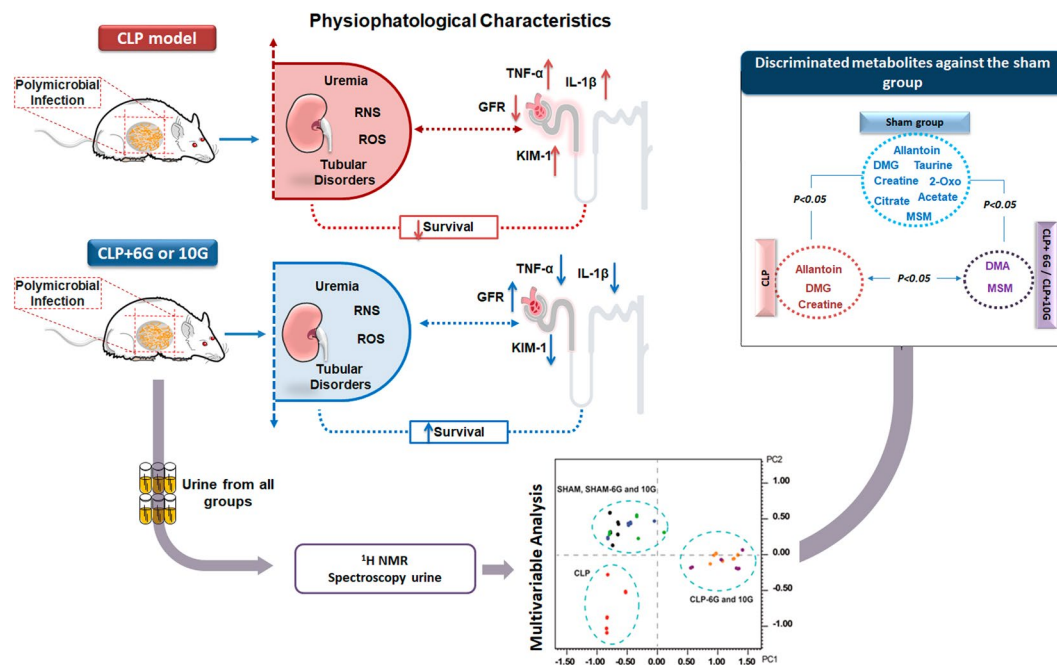 Physiophatological Characteristics
CLP model
Polymicrobial
Infection
Uremia
RNS
ROS
Tubular
Disorders
TNF-α
IL-1β
GFR
KIM-1
Survival
CLP+6G or 10G
Polymicrobial
Infection
Uremia
RNS
ROS
Tubular
Disorders
TNF-α
IL-1β
GFR
KIM-1
Survival
Urine from all
groups
¹H NMR
Spectroscopy urine
Multivariable Analysis
PC2
SHAM, SHAM-6G and 10G
CLP
CLP-6G and 10G
1.00
0.50
0.00
-0.50
-1.00
-1.50 -1.00 -0.50 0.00 0.50 1.00 1.50
PC1
Discriminated metabolites against the sham
group
Sham group
Allantoin
DMG Taurine
Creatine 2-Oxo
Citrate Acetate
MSM
P<0.05
P<0.05
CLP
Allantoin
DMG
Creatine
P<0.05
DMA
MSM
CLP+ 6G / CLP+10G